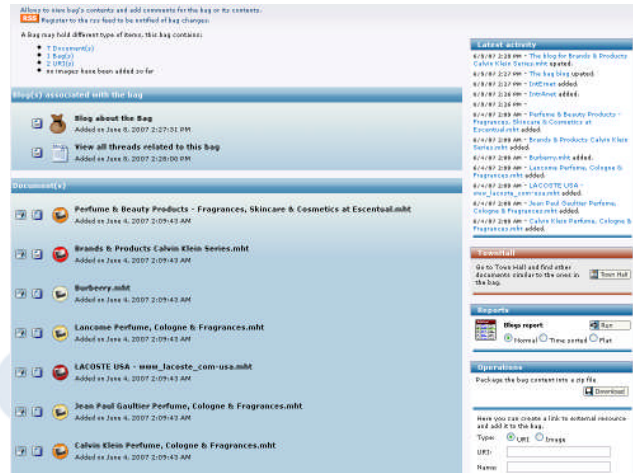 Allows to view bag's contents and add comments for the bag or its contents.
RSS Register to the rss feed to be notified of bag changes.
A Bag may hold different type of items, this bag contains:
7 Document(s)
1 Bag(s)
2 URI(s)
no images have been added so far
Blog(s) associated with the bag
Blog about the Bag
Added on June 8, 2007 2:27:31 PM
View all threads related to this bag
Added on June 8, 2007 2:28:00 PM
Document(s)
Perfume & Beauty Products - Fragrances, Skincare & Cosmetics at Escentual.mht
Added on June 4, 2007 2:09:43 AM
Brands & Products Calvin Klein Series.mht
Added on June 4, 2007 2:09:43 AM
Burberry.mht
Added on June 4, 2007 2:09:43 AM
Lancome Perfume, Cologne & Fragrances.mht
Added on June 4, 2007 2:09:43 AM
LACOSTE USA - www_lacoste_com-usa.mht
Added on June 4, 2007 2:09:43 AM
Jean Paul Gaultier Perfume, Cologne & Fragrances.mht
Added on June 4, 2007 2:09:43 AM
Calvin Klein Perfume, Cologne & Fragrances.mht
Added on June 4, 2007 2:09:43 AM
Latest activity
6/8/07 2:28 PM - The blog for Brands & Products
Calvin Klein Series.mht upated.
6/8/07 2:27 PM - The bag blog upated.
6/8/07 2:27 PM - IntErnet added.
6/8/07 2:26 PM - IntrAnet added.
6/8/07 2:26 PM -
6/4/07 2:09 AM - Perfume & Beauty Products -
Fragrances, Skincare & Cosmetics at
Escentual.mht added.
6/4/07 2:09 AM - Brands & Products Calvin Klein
Series.mht added.
6/4/07 2:09 AM - Burberry.mht added.
6/4/07 2:09 AM - Lancome Perfume, Cologne &
Fragrances.mht added.
6/4/07 2:09 AM - LACOSTE USA -
www_lacoste_com-usa.mht added.
6/4/07 2:09 AM - Jean Paul Gaultier Perfume,
Cologne & Fragrances.mht added.
6/4/07 2:09 AM - Calvin Klein Perfume, Cologne &
Fragrances.mht added.
TownHall
Go to Town Hall and find other
documents similar to the ones in
the bag.
Town Hall
Reports
Blogs report
Run
Normal Time sorted Flat
Operations
Package the bag content into a zip file
Download
Here you can create a link to external resource
and add it to the bag.
Type: URI Image
URI:
Name: